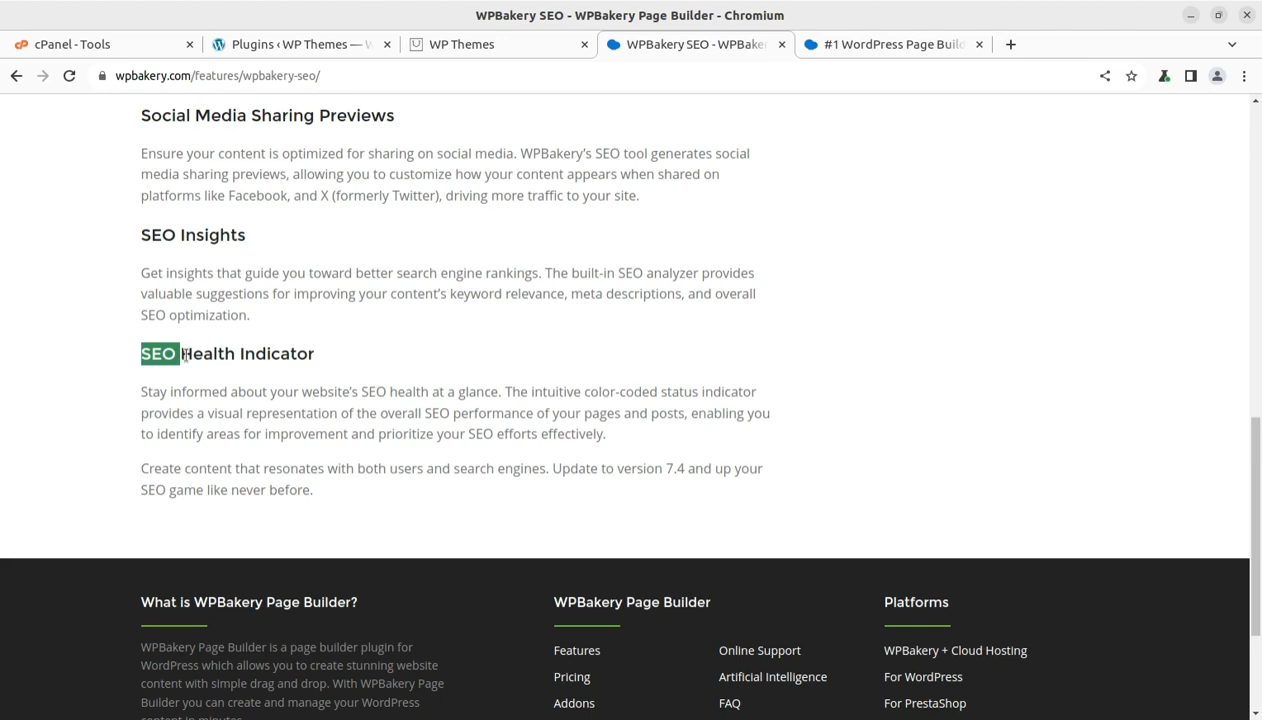 WPBakery SEO - WPBakery Page Builder - Chromium
cPanel - Tools
Plugins ‹ WP Themes —
WP Themes
WPBakery SEO - WPBaker
#1 WordPress Page Build
wpbakery.com/features/wpbakery-seo/
Social Media Sharing Previews
Ensure your content is optimized for sharing on social media. WPBakery’s SEO tool generates social
media sharing previews, allowing you to customize how your content appears when shared on
platforms like Facebook, and X (formerly Twitter), driving more traffic to your site.
SEO Insights
Get insights that guide you toward better search engine rankings. The built-in SEO analyzer provides
valuable suggestions for improving your content’s keyword relevance, meta descriptions, and overall
SEO optimization.
SEO Health Indicator
Stay informed about your website’s SEO health at a glance. The intuitive color-coded status indicator
provides a visual representation of the overall SEO performance of your pages and posts, enabling you
to identify areas for improvement and prioritize your SEO efforts effectively.
Create content that resonates with both users and search engines. Update to version 7.4 and up your
SEO game like never before.
What is WPBakery Page Builder?
WPBakery Page Builder is a page builder plugin for
WordPress which allows you to create stunning website
content with simple drag and drop. With WPBakery Page
Builder you can create and manage your WordPress
content in minutes.
WPBakery Page Builder
Features
Pricing
Addons
Online Support
Artificial Intelligence
FAQ
Platforms
WPBakery + Cloud Hosting
For WordPress
For PrestaShop